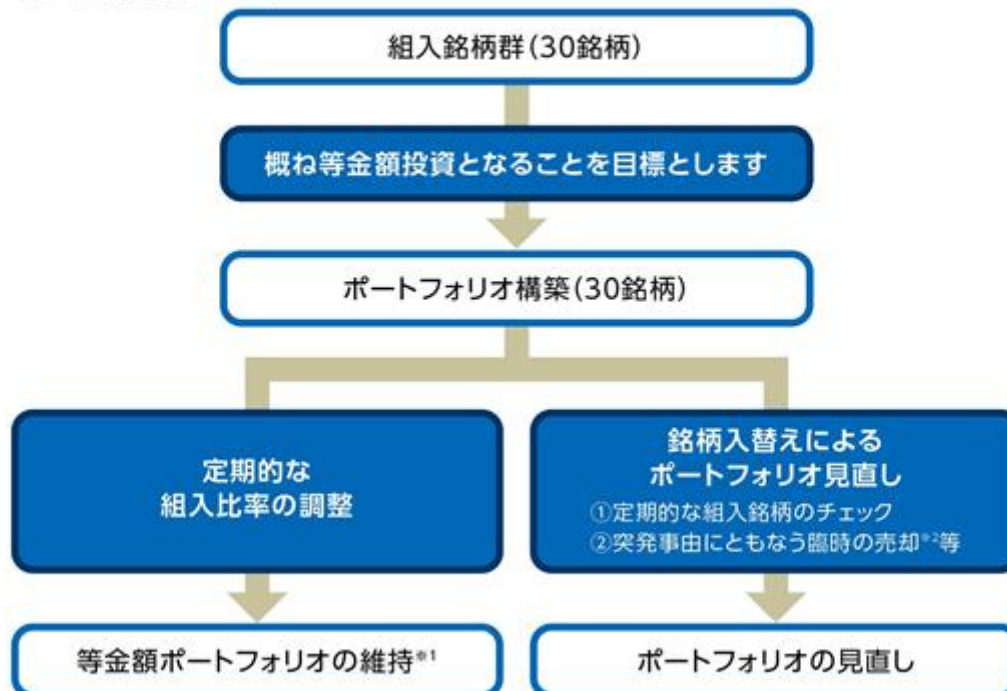 組入銘柄群(30銘柄)
概ね等金額投資となることを目標とします
ポートフォリオ構築(30銘柄)
定期的な
組入比率の調整
銘柄入替えによる
ポートフォリオ見直し
①定期的な組入銘柄のチェック
②突発事由にともなう臨時の売却※2等
等金額ポートフォリオの維持※1
ポートフォリオの見直し